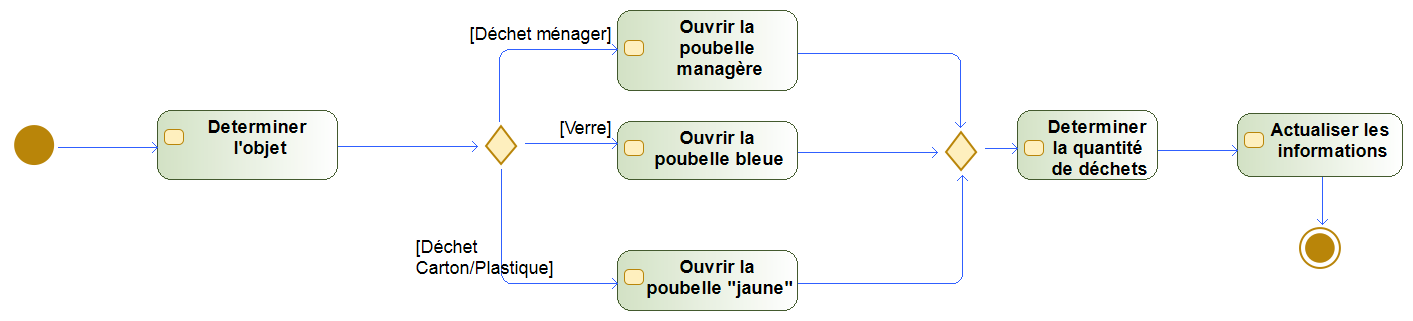 Determiner
l'objet
[Déchet ménager]
[Verre]
[Déchet
Carton/Plastique]
Ouvrir la
poubelle
managère
Ouvrir la
poubelle bleue
Ouvrir la
poubelle "jaune"
Determiner
la quantité
de déchets
Actualiser les
informations